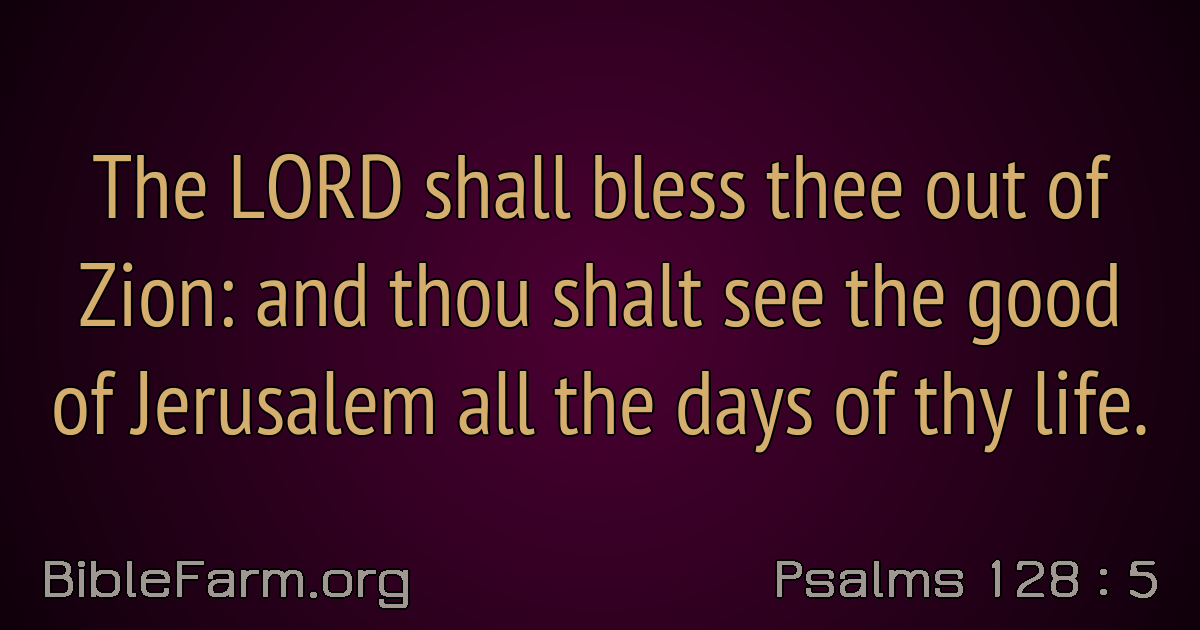 The LORD shall bless thee out of
Zion: and thou shalt see the good
of Jerusalem all the days of thy life.
BibleFarm.org
Psalms 128 : 5